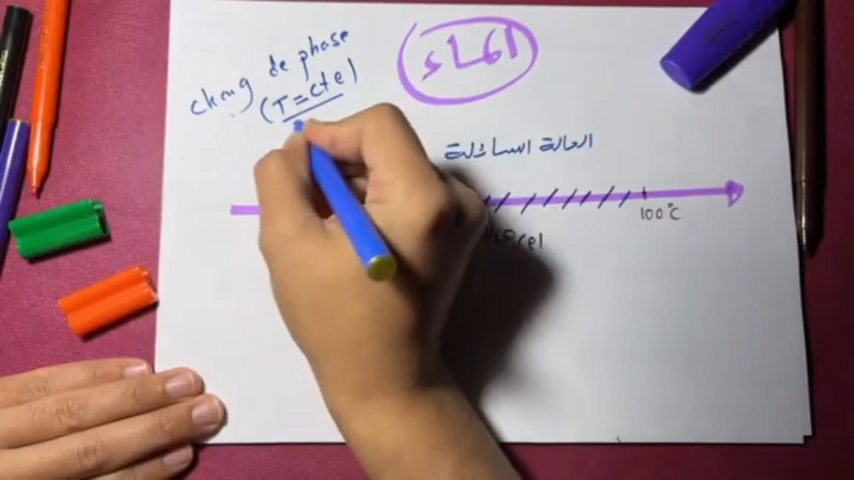 الماء
chang de phase
(T=cte)
الحالة السائلة
100°C